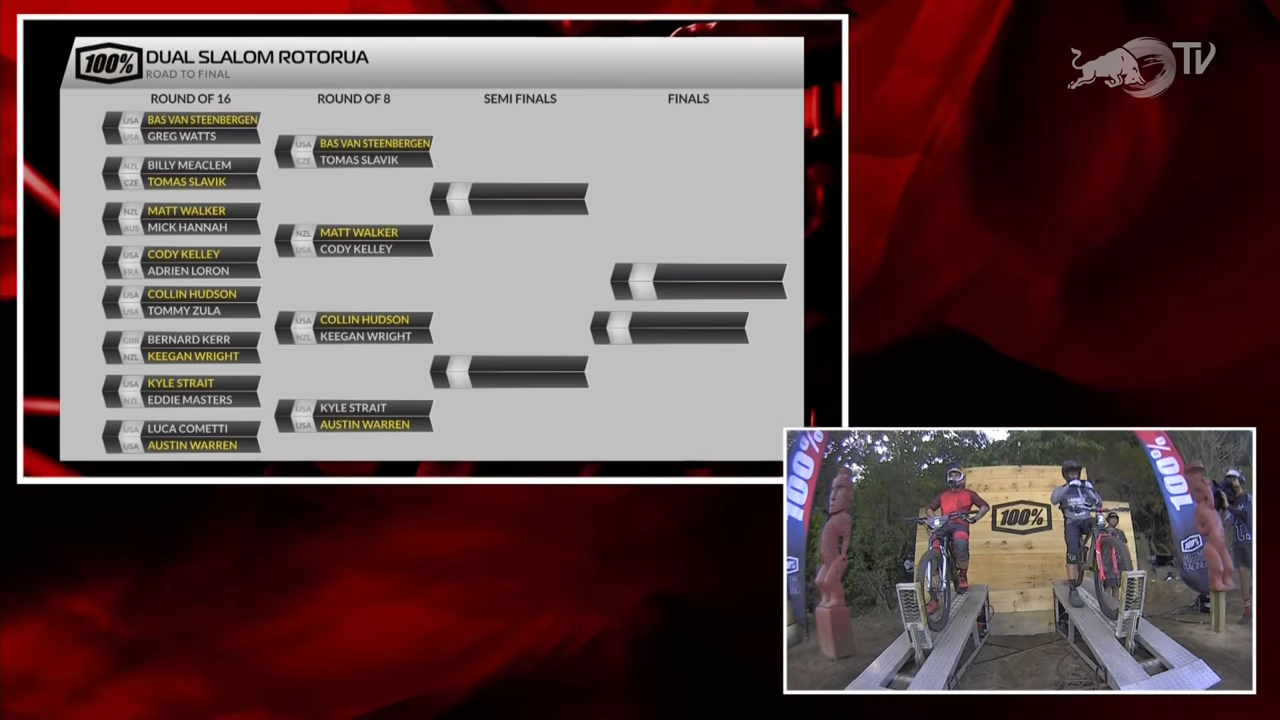 100%
DUAL SLALOM ROTORUA
ROAD TO FINAL
ROUND OF 16
ROUND OF 8
SEMI FINALS
FINALS
USA BAS VAN STEENBERGEN
USA GREG WATTS
NZL BILLY MEACLEM
CZE TOMAS SLAVIK
NZL MATT WALKER
AUS MICK HANNAH
USA CODY KELLEY
FRA ADRIEN LORON
USA COLLIN HUDSON
USA TOMMY ZULA
GBR BERNARD KERR
NZL KEEGAN WRIGHT
USA KYLE STRAIT
NZL EDDIE MASTERS
USA LUCA COMETTI
USA AUSTIN WARREN
USA BAS VAN STEENBERGEN
CZE TOMAS SLAVIK
NZL MATT WALKER
USA CODY KELLEY
USA COLLIN HUDSON
NZL KEEGAN WRIGHT
USA KYLE STRAIT
USA AUSTIN WARREN
TV
100%
100%
100%